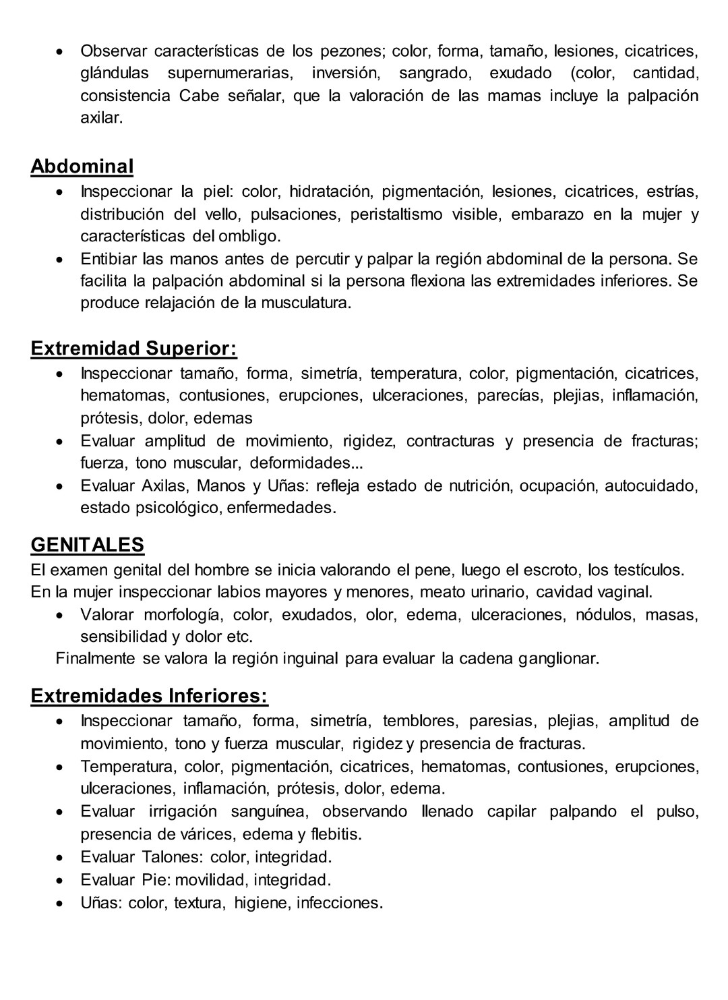 • Observar características de los pezones; color, forma, tamaño, lesiones, cicatrices,
glándulas supernumerarias, inversión, sangrado, exudado (color, cantidad,
consistencia Cabe señalar, que la valoración de las mamas incluye la palpación
axilar.
Abdominal
• Inspeccionar la piel: color, hidratación, pigmentación, lesiones, cicatrices, estrías,
distribución del vello, pulsaciones, peristaltismo visible, embarazo en la mujer y
características del ombligo.
• Entibiar las manos antes de percutir y palpar la región abdominal de la persona. Se
facilita la palpación abdominal si la persona flexiona las extremidades inferiores. Se
produce relajación de la musculatura.
Extremidad Superior:
• Inspeccionar tamaño, forma, simetría, temperatura, color, pigmentación, cicatrices,
hematomas, contusiones, erupciones, ulceraciones, parecías, plejias, inflamación,
prótesis, dolor, edemas
• Evaluar amplitud de movimiento, rigidez, contracturas y presencia de fracturas;
fuerza, tono muscular, deformidades...
• Evaluar Axilas, Manos y Uñas: refleja estado de nutrición, ocupación, autocuidado,
estado psicológico, enfermedades.
GENITALES
El examen genital del hombre se inicia valorando el pene, luego el escroto, los testículos.
En la mujer inspeccionar labios mayores y menores, meato urinario, cavidad vaginal.
• Valorar morfología, color, exudados, olor, edema, ulceraciones, nódulos, masas,
sensibilidad y dolor etc.
Finalmente se valora la región inguinal para evaluar la cadena ganglionar.
Extremidades Inferiores:
• Inspeccionar tamaño, forma, simetría, temblores, paresias, plejias, amplitud de
movimiento, tono y fuerza muscular, rigidez y presencia de fracturas.
• Temperatura, color, pigmentación, cicatrices, hematomas, contusiones, erupciones,
ulceraciones, inflamación, prótesis, dolor, edema.
• Evaluar irrigación sanguínea, observando llenado capilar palpando el pulso,
presencia de várices, edema y flebitis.
• Evaluar Talones: color, integridad.
• Evaluar Pie: movilidad, integridad.
• Uñas: color, textura, higiene, infecciones.